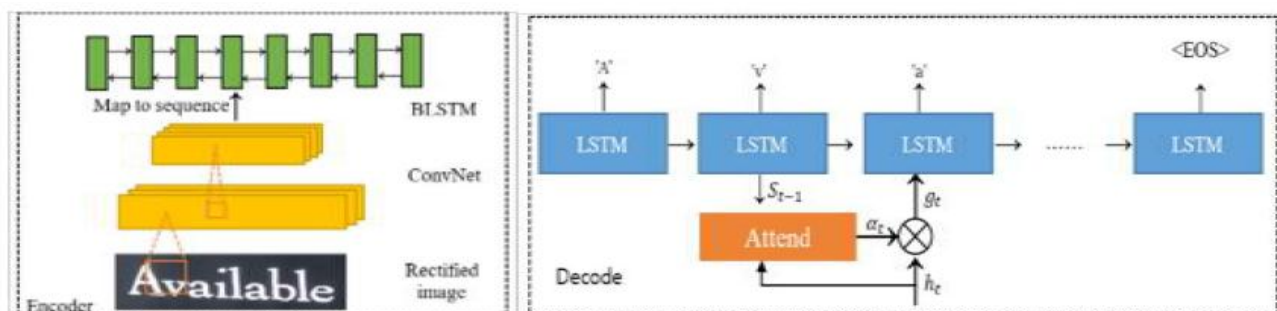 Map to sequence
BLSTM
ConvNet
Available
Rectified
image
Encoder
'A'
'v'
'a'
<EOS>
LSTM
LSTM
LSTM
......
LSTM
S_{t-1}
g_t
Attend
α_t
Decode
h_t